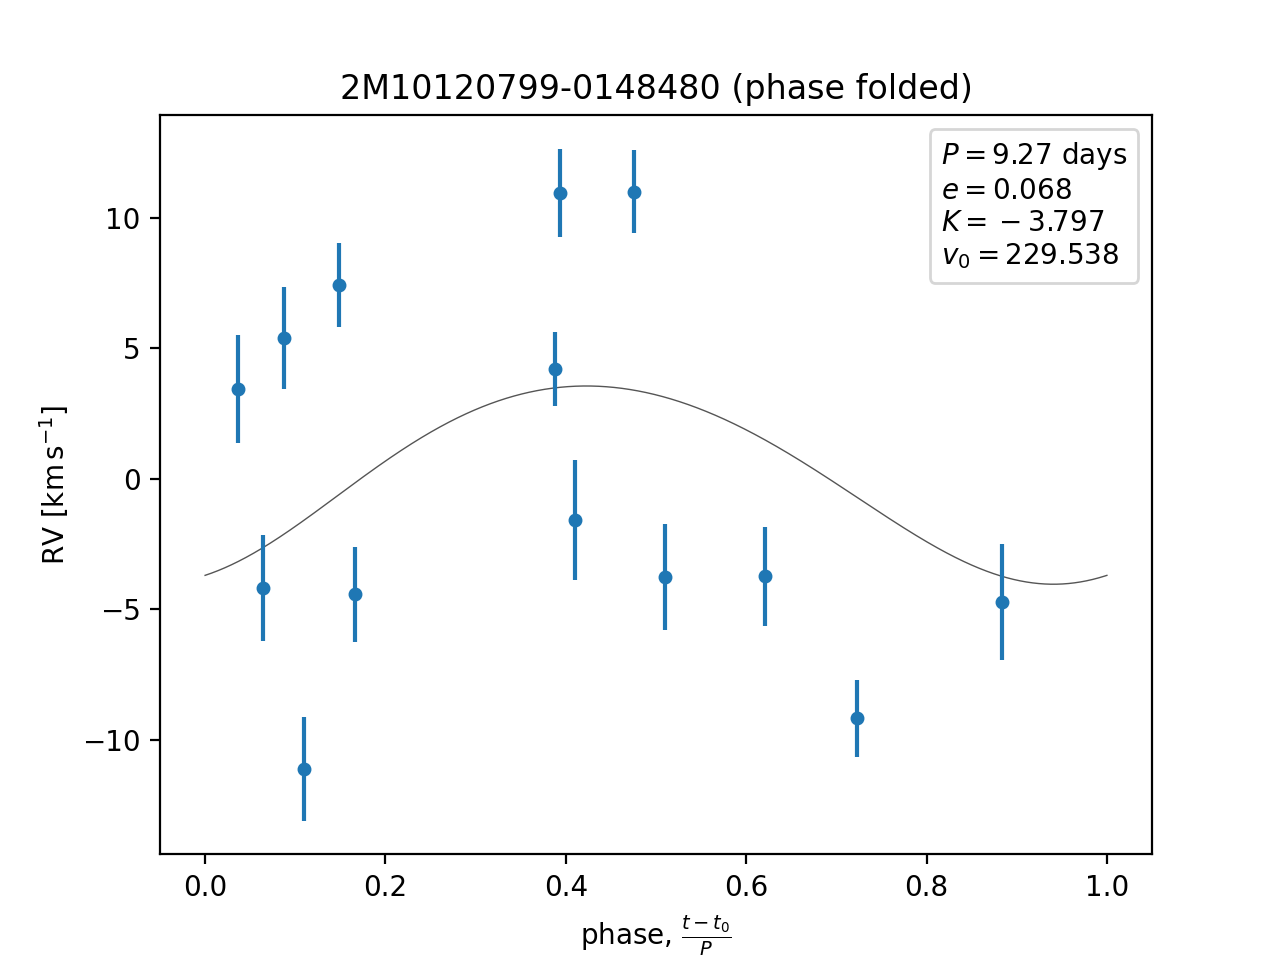 2M10120799-0148480 (phase folded)
P = 9.27 days
e = 0.068
K = −3.797
v₀ = 229.538
10
5
0
−5
−10
RV [km s⁻¹]
0.0 0.2 0.4 0.6 0.8 1.0
phase, (t − t₀)/P